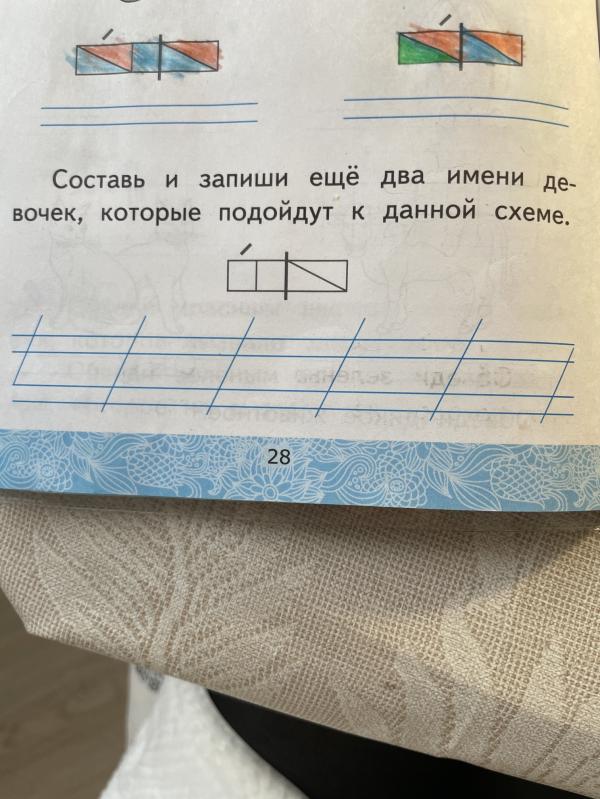 Составь и запиши ещё два имени де-
вочек, которые подойдут к данной схеме.
28